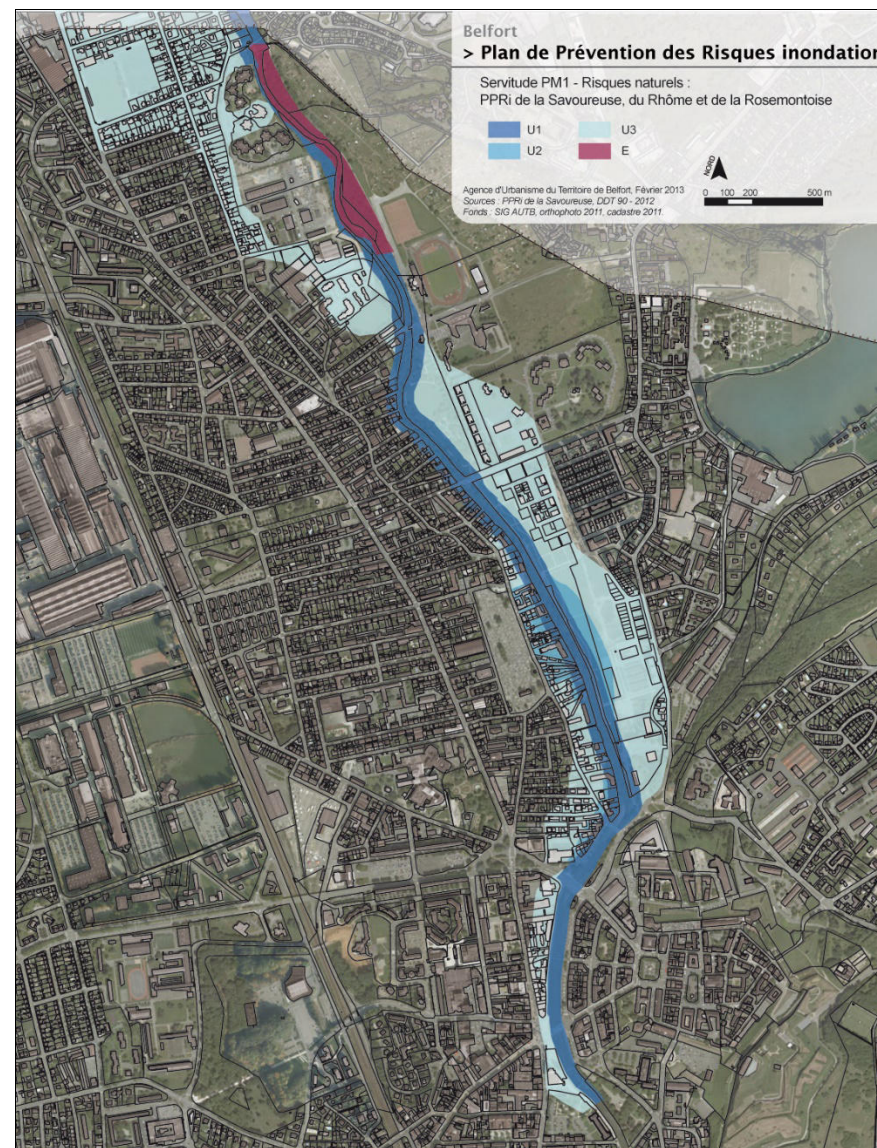 Belfort
> Plan de Prévention des Risques inondation
Servitude PM1 - Risques naturels :
PPRi de la Savoureuse, du Rhôme et de la Rosemontoise
U1
U3
U2
E
NORD
Agence d'Urbanisme du Territoire de Belfort, Février 2013
Sources : PPRi de la Savoureuse, DDT 90 - 2012
Fonds : SIG AUTB, orthophoto 2011, cadastre 2011
0 100 200 500 m